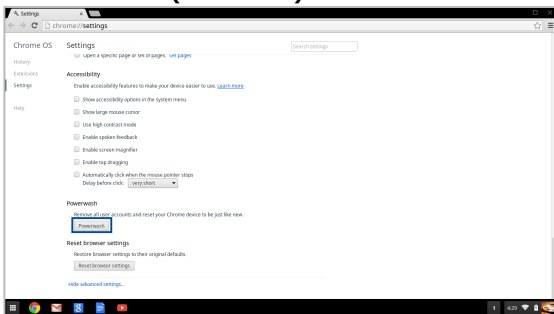 Settings
chrome://settings
Chrome OS
Settings
Search settings
History
Extensions
Settings
Help
Open a specific page or set of pages. Set pages
Accessibility
Enable accessibility features to make your device easier to use. Learn more
Show accessibility options in the system menu
Show large mouse cursor
Use high contrast mode
Enable spoken feedback
Enable screen magnifier
Enable tap dragging
Automatically click when the mouse pointer stops
Delay before click: very short
Powerwash
Remove all user accounts and reset your Chrome device to be just like new.
Powerwash
Reset browser settings
Restore browser settings to their original defaults.
Reset browser settings
Hide advanced settings...
1 4:29